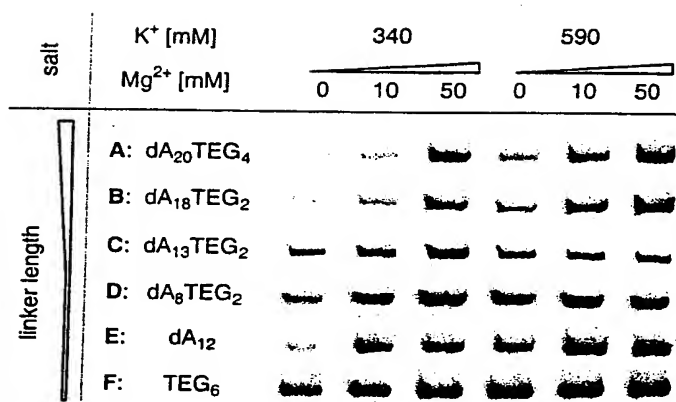 salt
K⁺ [mM] 340 590
Mg²⁺ [mM]
0 10 50 0 10 50
linker length
A: dA₂₀TEG₄
B: dA₁₈TEG₂
C: dA₁₃TEG₂
D: dA₈TEG₂
E: dA₁₂
F: TEG₆